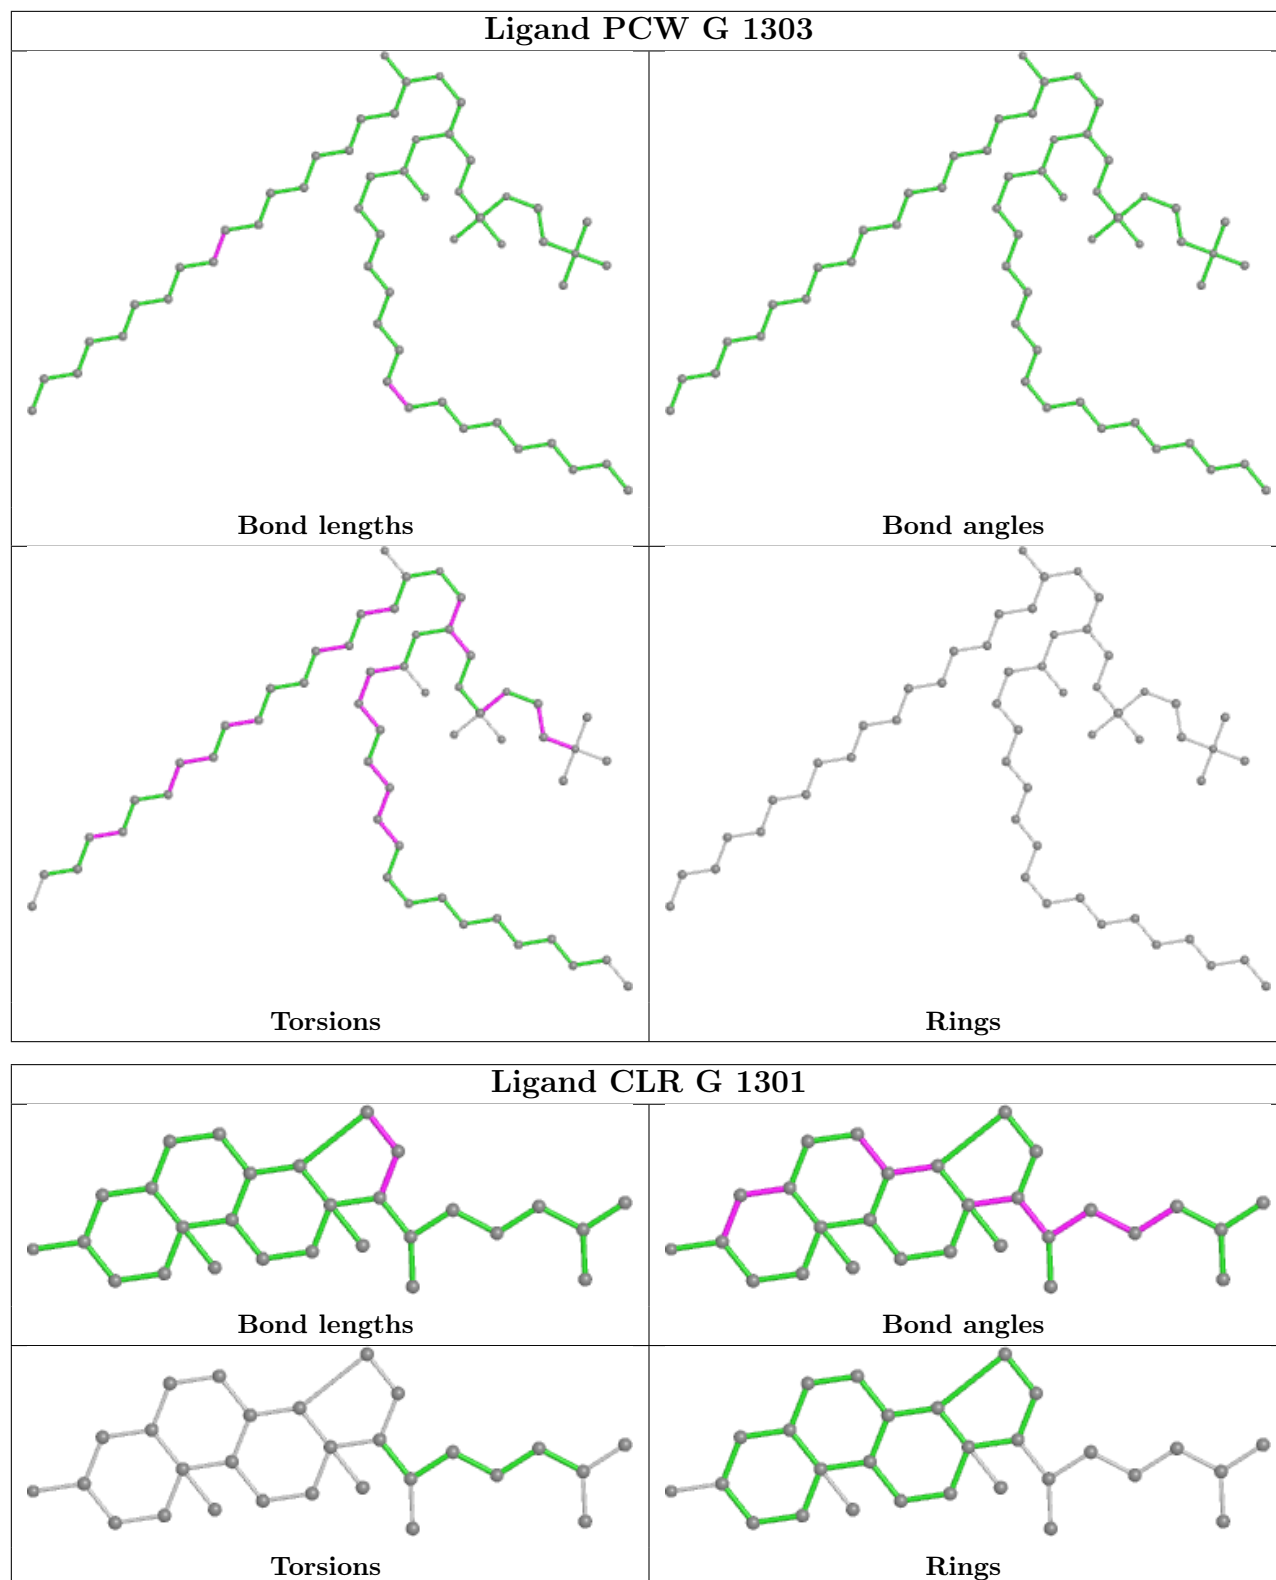 Ligand PCW G 1303
Bond lengths
Bond angles
Torsions
Rings
Ligand CLR G 1301
Bond lengths
Bond angles
Torsions
Rings